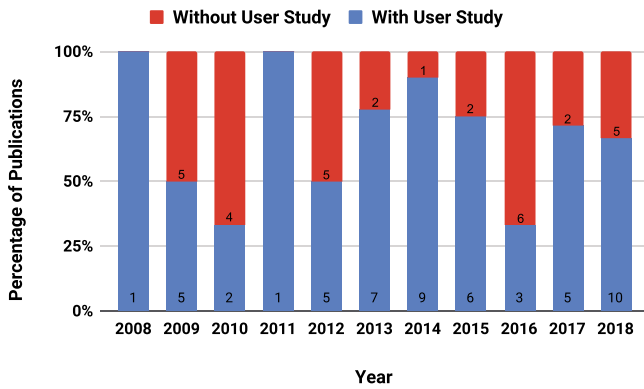 Without User Study With User Study
Percentage of Publications
100%
75%
50%
25%
0%
5 4 5 2 1 2 6 2 5
1 5 2 1 5 7 9 6 3 5 10
2008 2009 2010 2011 2012 2013 2014 2015 2016 2017 2018
Year